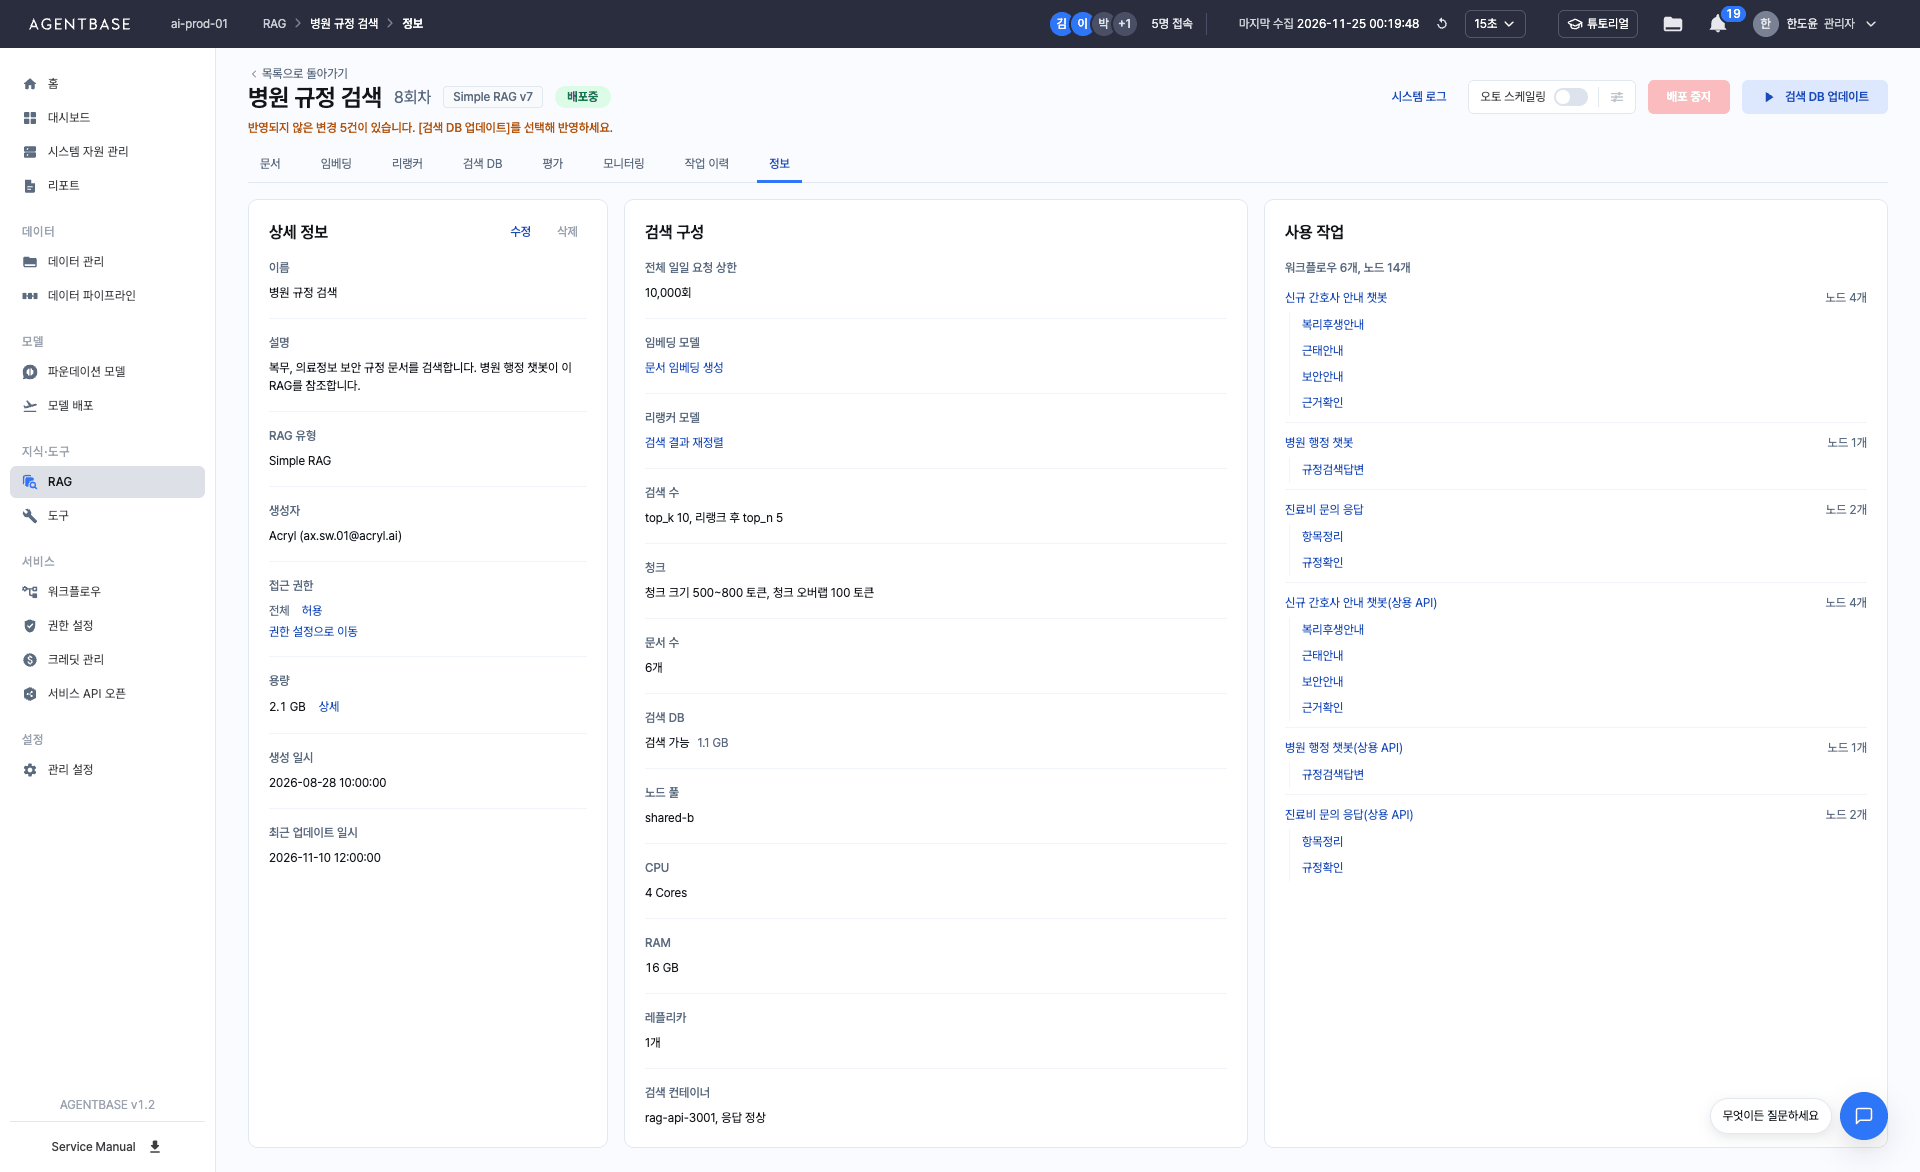 AGENTBASE
ai-prod-01
RAG > 병원 규정 검색 > 정보
김 이 박 +1 5명 접속
마지막 수집 2026-11-25 00:19:48
15초
튜토리얼
19
한 한도윤 관리자
홈
대시보드
시스템 자원 관리
리포트
데이터
데이터 관리
데이터 파이프라인
모델
파운데이션 모델
모델 배포
지식·도구
RAG
도구
서비스
워크플로우
권한 설정
크레딧 관리
서비스 API 오픈
설정
관리 설정
AGENTBASE v1.2
Service Manual
목록으로 돌아가기
병원 규정 검색 8회차 Simple RAG v7 배포중
반영되지 않은 변경 5건이 있습니다. [검색 DB 업데이트]를 선택해 반영하세요.
시스템 로그
오토 스케일링
배포 중지
검색 DB 업데이트
문서 임베딩 리랭커 검색 DB 평가 모니터링 작업 이력 정보
상세 정보 수정 삭제
이름
병원 규정 검색
설명
복무, 의료정보 보안 규정 문서를 검색합니다. 병원 행정 챗봇이 이
RAG를 참조합니다.
RAG 유형
Simple RAG
생성자
Acryl (ax.sw.01@acryl.ai)
접근 권한
전체 허용
권한 설정으로 이동
용량
2.1 GB 상세
생성 일시
2026-08-28 10:00:00
최근 업데이트 일시
2026-11-10 12:00:00
검색 구성
전체 일일 요청 상한
10,000회
임베딩 모델
문서 임베딩 생성
리랭커 모델
검색 결과 재정렬
검색 수
top_k 10, 리랭크 후 top_n 5
청크
청크 크기 500~800 토큰, 청크 오버랩 100 토큰
문서 수
6개
검색 DB
검색 가능 1.1 GB
노드 풀
shared-b
CPU
4 Cores
RAM
16 GB
레플리카
1개
검색 컨테이너
rag-api-3001, 응답 정상
사용 작업
워크플로우 6개, 노드 14개
신규 간호사 안내 챗봇 노드 4개
복리후생안내
근태안내
보안안내
근거확인
병원 행정 챗봇 노드 1개
규정검색답변
진료비 문의 응답 노드 2개
항목정리
규정확인
신규 간호사 안내 챗봇(상용 API) 노드 4개
복리후생안내
근태안내
보안안내
근거확인
병원 행정 챗봇(상용 API) 노드 1개
규정검색답변
진료비 문의 응답(상용 API) 노드 2개
항목정리
규정확인
무엇이든 질문하세요